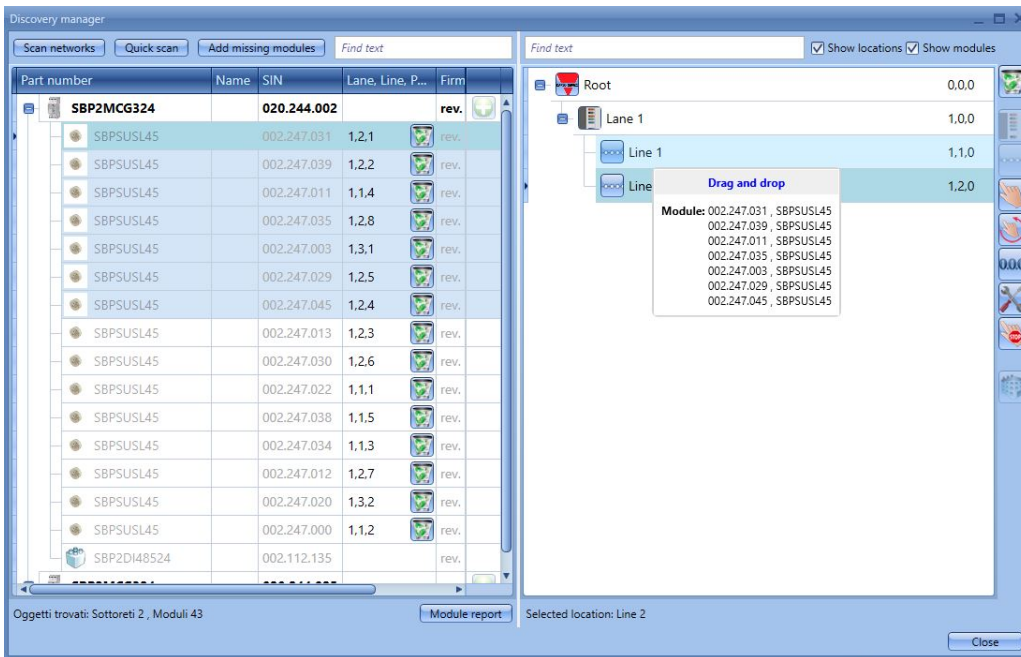 Discovery manager
Scan networks Quick scan Add missing modules Find text
Part number Name SIN Lane, Line, P... Firm
SBP2MCG324 020.244.002 rev.
SBPSUSL45 002.247.031 1,2,1 rev.
SBPSUSL45 002.247.039 1,2,2 rev.
SBPSUSL45 002.247.011 1,1,4 rev.
SBPSUSL45 002.247.035 1,2,8 rev.
SBPSUSL45 002.247.003 1,3,1 rev.
SBPSUSL45 002.247.029 1,2,5 rev.
SBPSUSL45 002.247.045 1,2,4 rev.
SBPSUSL45 002.247.013 1,2,3 rev.
SBPSUSL45 002.247.030 1,2,6 rev.
SBPSUSL45 002.247.022 1,1,1 rev.
SBPSUSL45 002.247.038 1,1,5 rev.
SBPSUSL45 002.247.034 1,1,3 rev.
SBPSUSL45 002.247.012 1,2,7 rev.
SBPSUSL45 002.247.020 1,3,2 rev.
SBPSUSL45 002.247.000 1,1,2 rev.
SBP2DI48524 002.112.135 rev.
Oggetti trovati: Sottoreti 2 , Moduli 43 Module report
Find text Show locations Show modules
Root 0,0,0
Lane 1 1,0,0
Line 1 1,1,0
Line 1,2,0
Drag and drop
Module: 002.247.031 , SBPSUSL45
002.247.039 , SBPSUSL45
002.247.011 , SBPSUSL45
002.247.035 , SBPSUSL45
002.247.003 , SBPSUSL45
002.247.029 , SBPSUSL45
002.247.045 , SBPSUSL45
STOP
Selected location: Line 2
Close